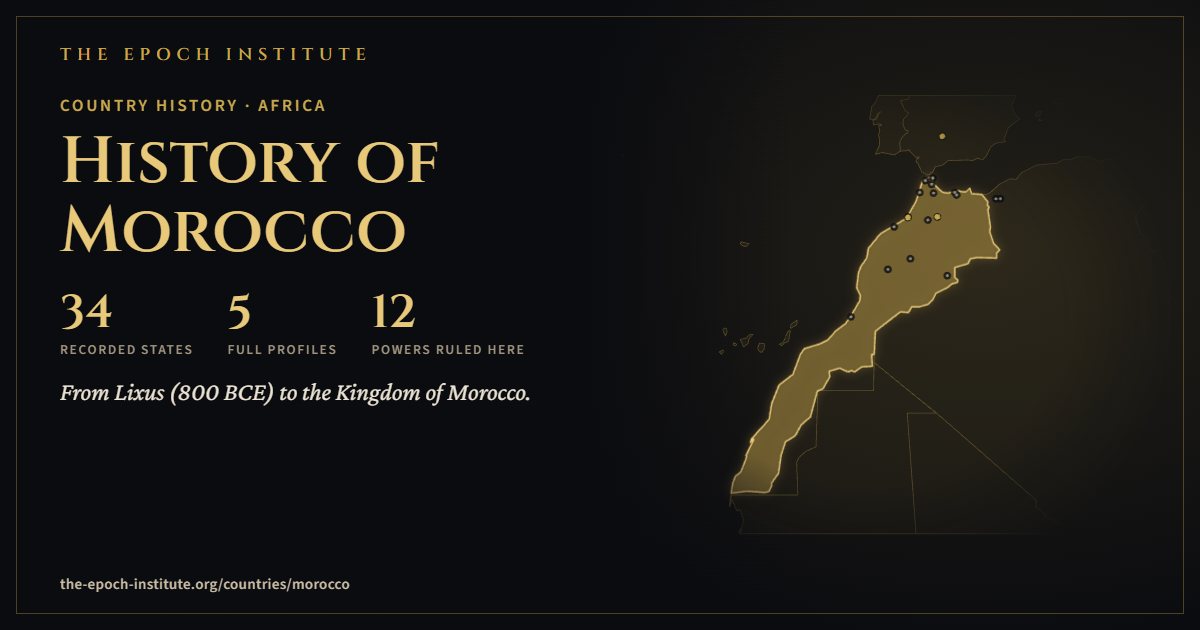 THE EPOCH INSTITUTE
COUNTRY HISTORY · AFRICA
HISTORY OF
MOROCCO
34 5 12
RECORDED STATES FULL PROFILES POWERS RULED HERE
From Lixus (800 BCE) to the Kingdom of Morocco.
the-epoch-institute.org/countries/morocco